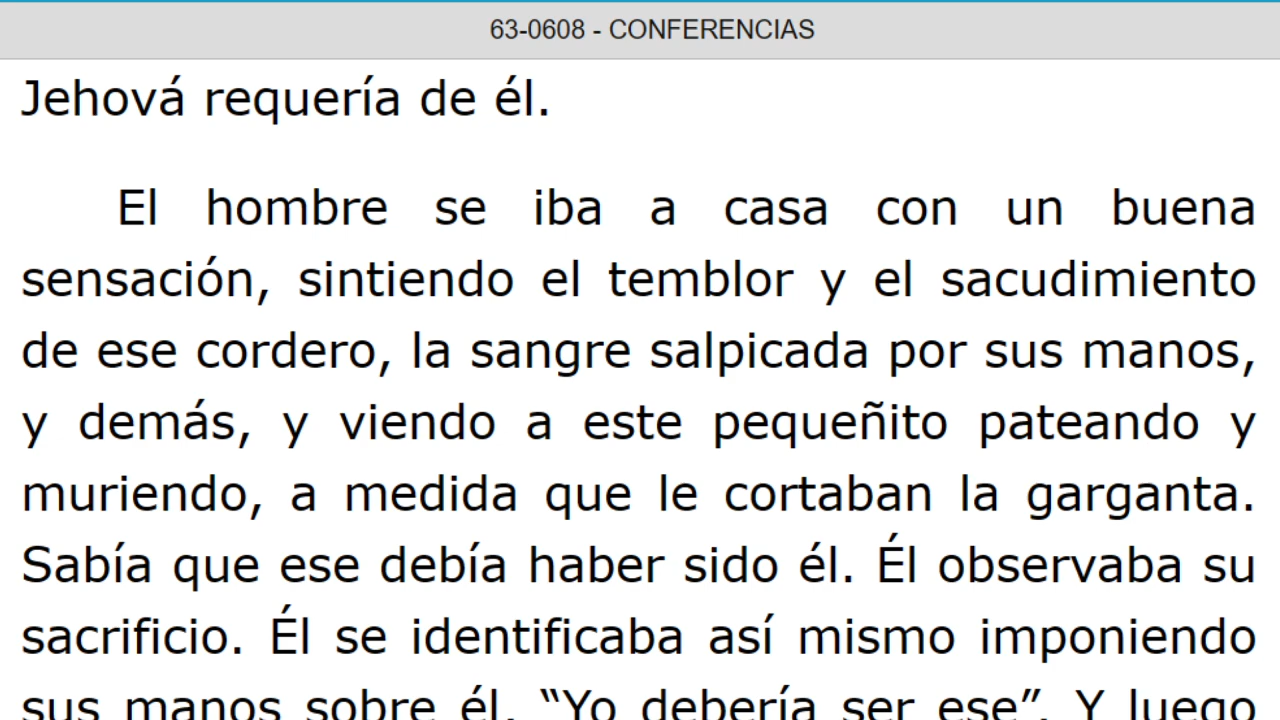 63-0608 - CONFERENCIAS
Jehová requería de él.
El hombre se iba a casa con un buena
sensación, sintiendo el temblor y el sacudimiento
de ese cordero, la sangre salpicada por sus manos,
y demás, y viendo a este pequeñito pateando y
muriendo, a medida que le cortaban la garganta.
Sabía que ese debía haber sido él. Él observaba su
sacrificio. Él se identificaba así mismo imponiendo
sus manos sobre él. “Yo debería ser ese”. Y luego